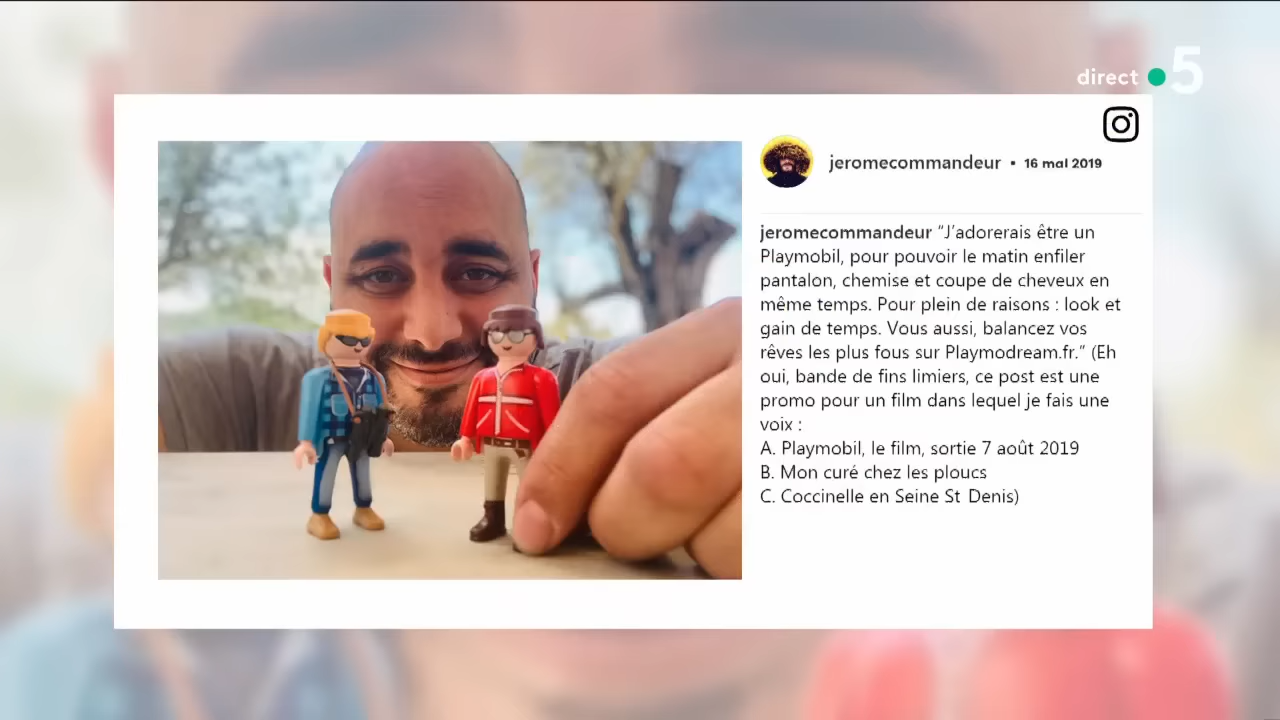 direct 5
jeromecommandeur • 16 mai 2019
jeromecommandeur “J’adorerais être un
Playmobil, pour pouvoir le matin enfiler
pantalon, chemise et coupe de cheveux en
même temps. Pour plein de raisons : look et
gain de temps. Vous aussi, balancez vos
rêves les plus fous sur Playmodream.fr.” (Eh
oui, bande de fins limiers, ce post est une
promo pour un film dans lequel je fais une
voix :
A. Playmobil, le film, sortie 7 août 2019
B. Mon curé chez les ploucs
C. Coccinelle en Seine St Denis)